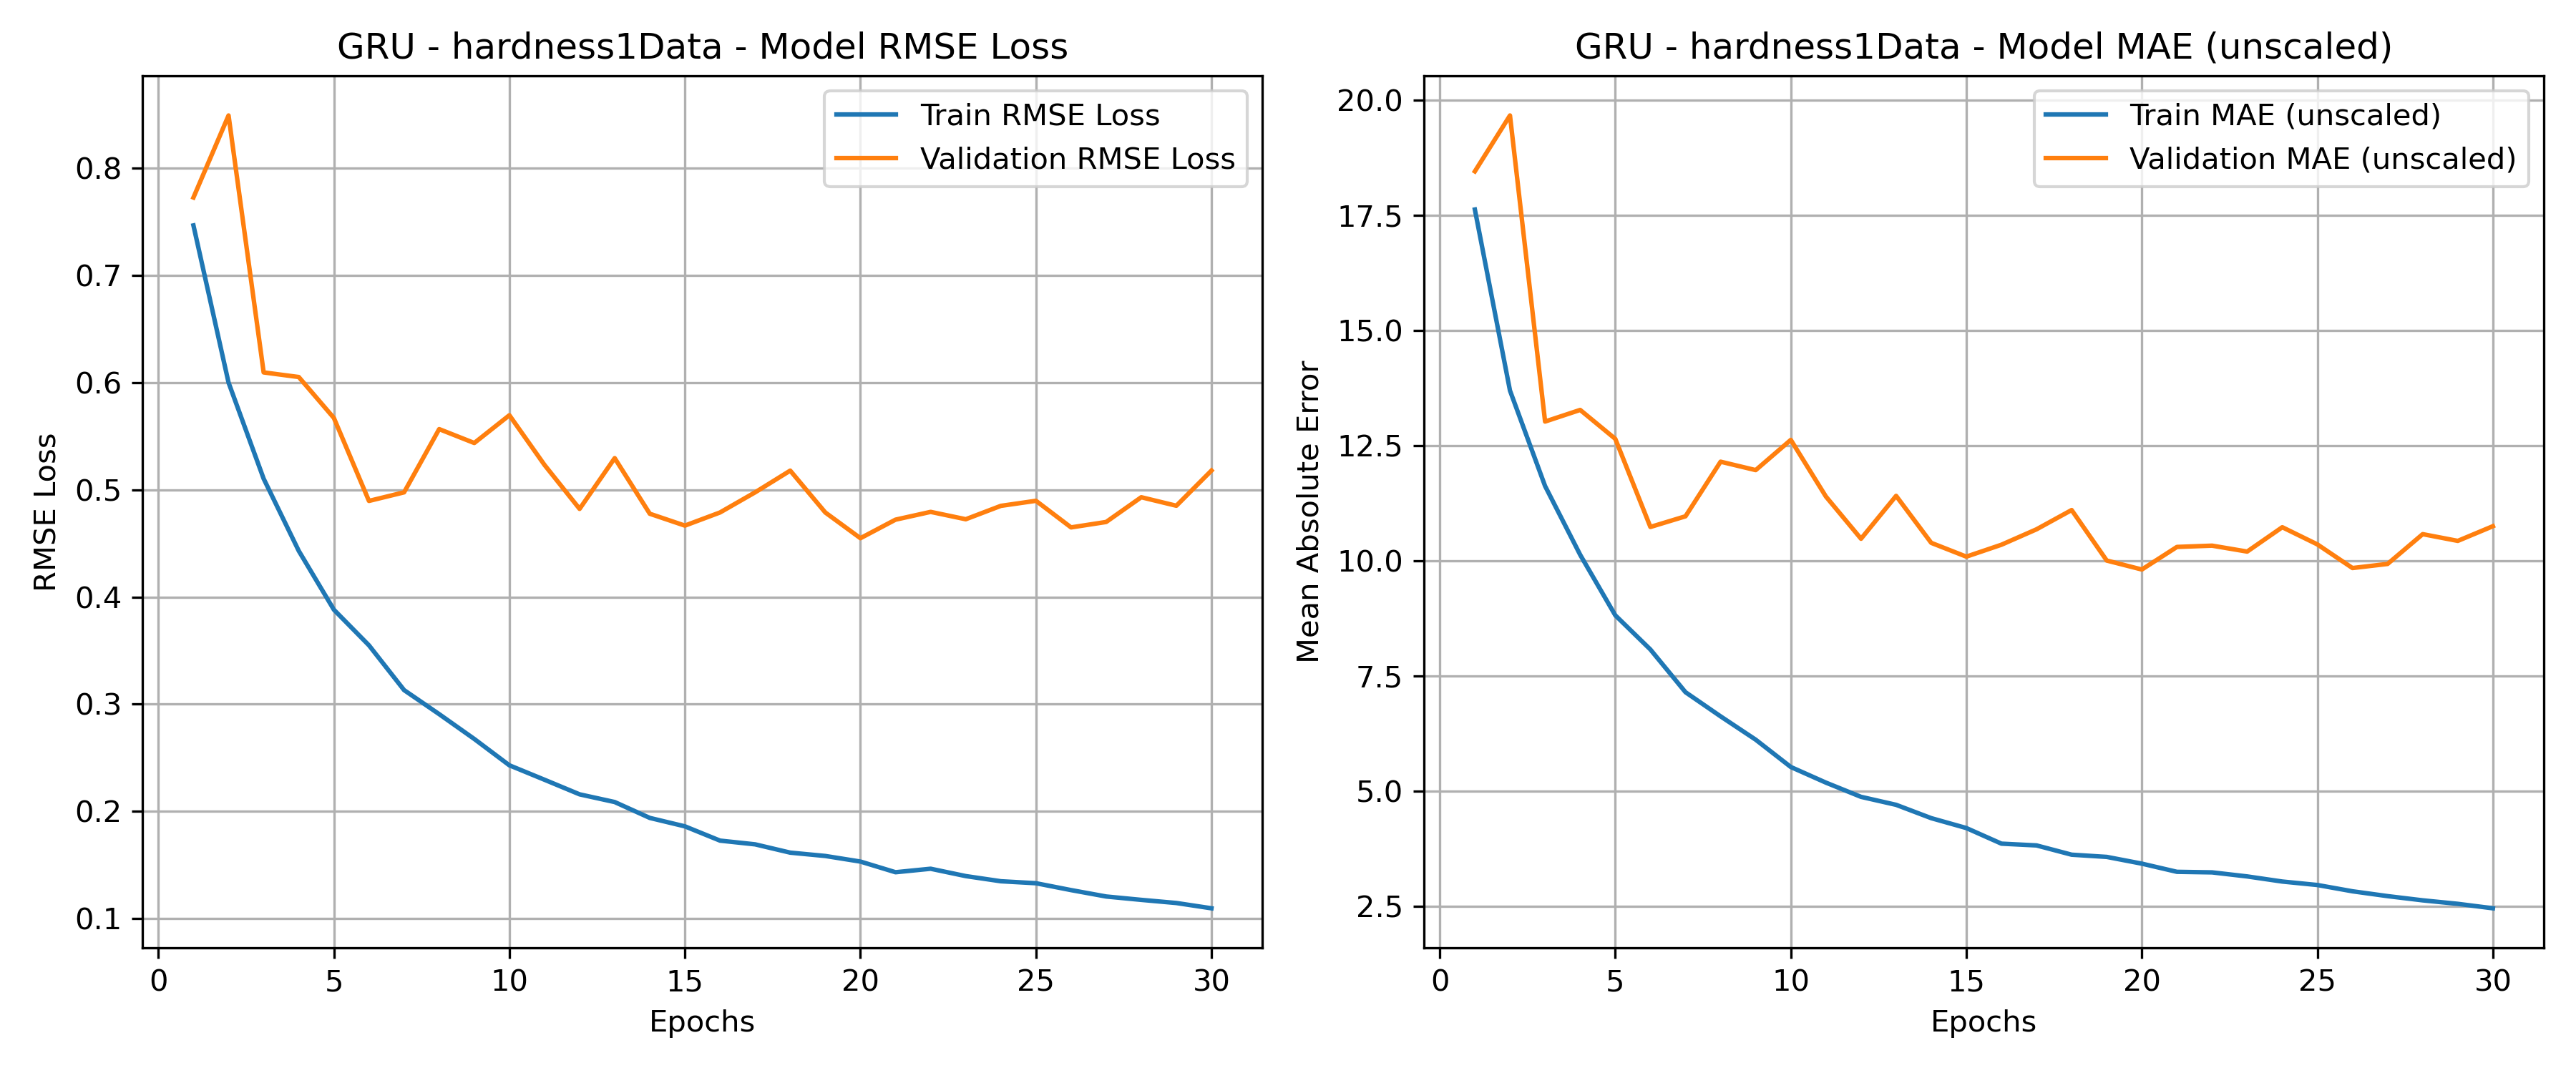 GRU - hardness1Data - Model RMSE Loss
Train RMSE Loss
Validation RMSE Loss
RMSE Loss
0.8
0.7
0.6
0.5
0.4
0.3
0.2
0.1
0 5 10 15 20 25 30
Epochs
GRU - hardness1Data - Model MAE (unscaled)
Train MAE (unscaled)
Validation MAE (unscaled)
Mean Absolute Error
20.0
17.5
15.0
12.5
10.0
7.5
5.0
2.5
0 5 10 15 20 25 30
Epochs